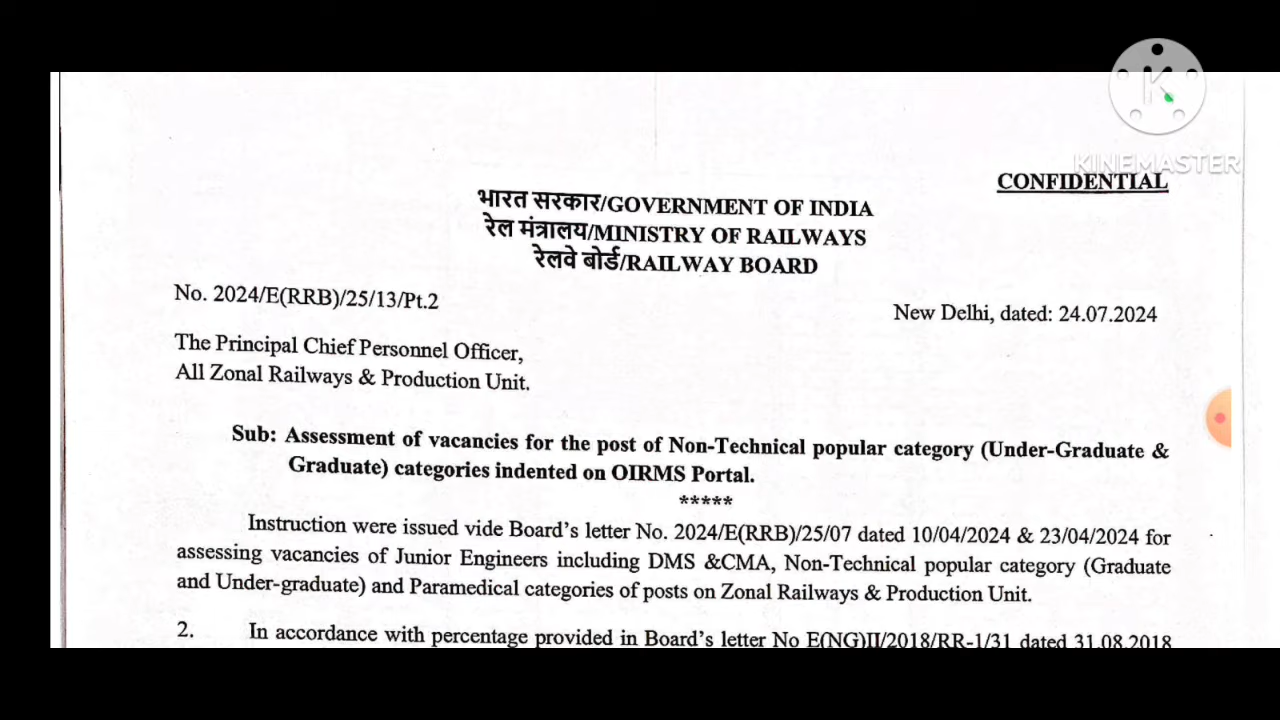 KINEMASTER
CONFIDENTIAL
भारत सरकार/GOVERNMENT OF INDIA
रेल मंत्रालय/MINISTRY OF RAILWAYS
रेलवे बोर्ड/RAILWAY BOARD
No. 2024/E(RRB)/25/13/Pt.2
New Delhi, dated: 24.07.2024
The Principal Chief Personnel Officer,
All Zonal Railways & Production Unit.
Sub: Assessment of vacancies for the post of Non-Technical popular category (Under-Graduate &
Graduate) categories indented on OIRMS Portal.
*****
Instruction were issued vide Board's letter No. 2024/E(RRB)/25/07 dated 10/04/2024 & 23/04/2024 for
assessing vacancies of Junior Engineers including DMS &CMA, Non-Technical popular category (Graduate
and Under-graduate) and Paramedical categories of posts on Zonal Railways & Production Unit.
2. In accordance with percentage provided in Board's letter No E(NG)II/2018/RR-1/31 dated 31.08.2018